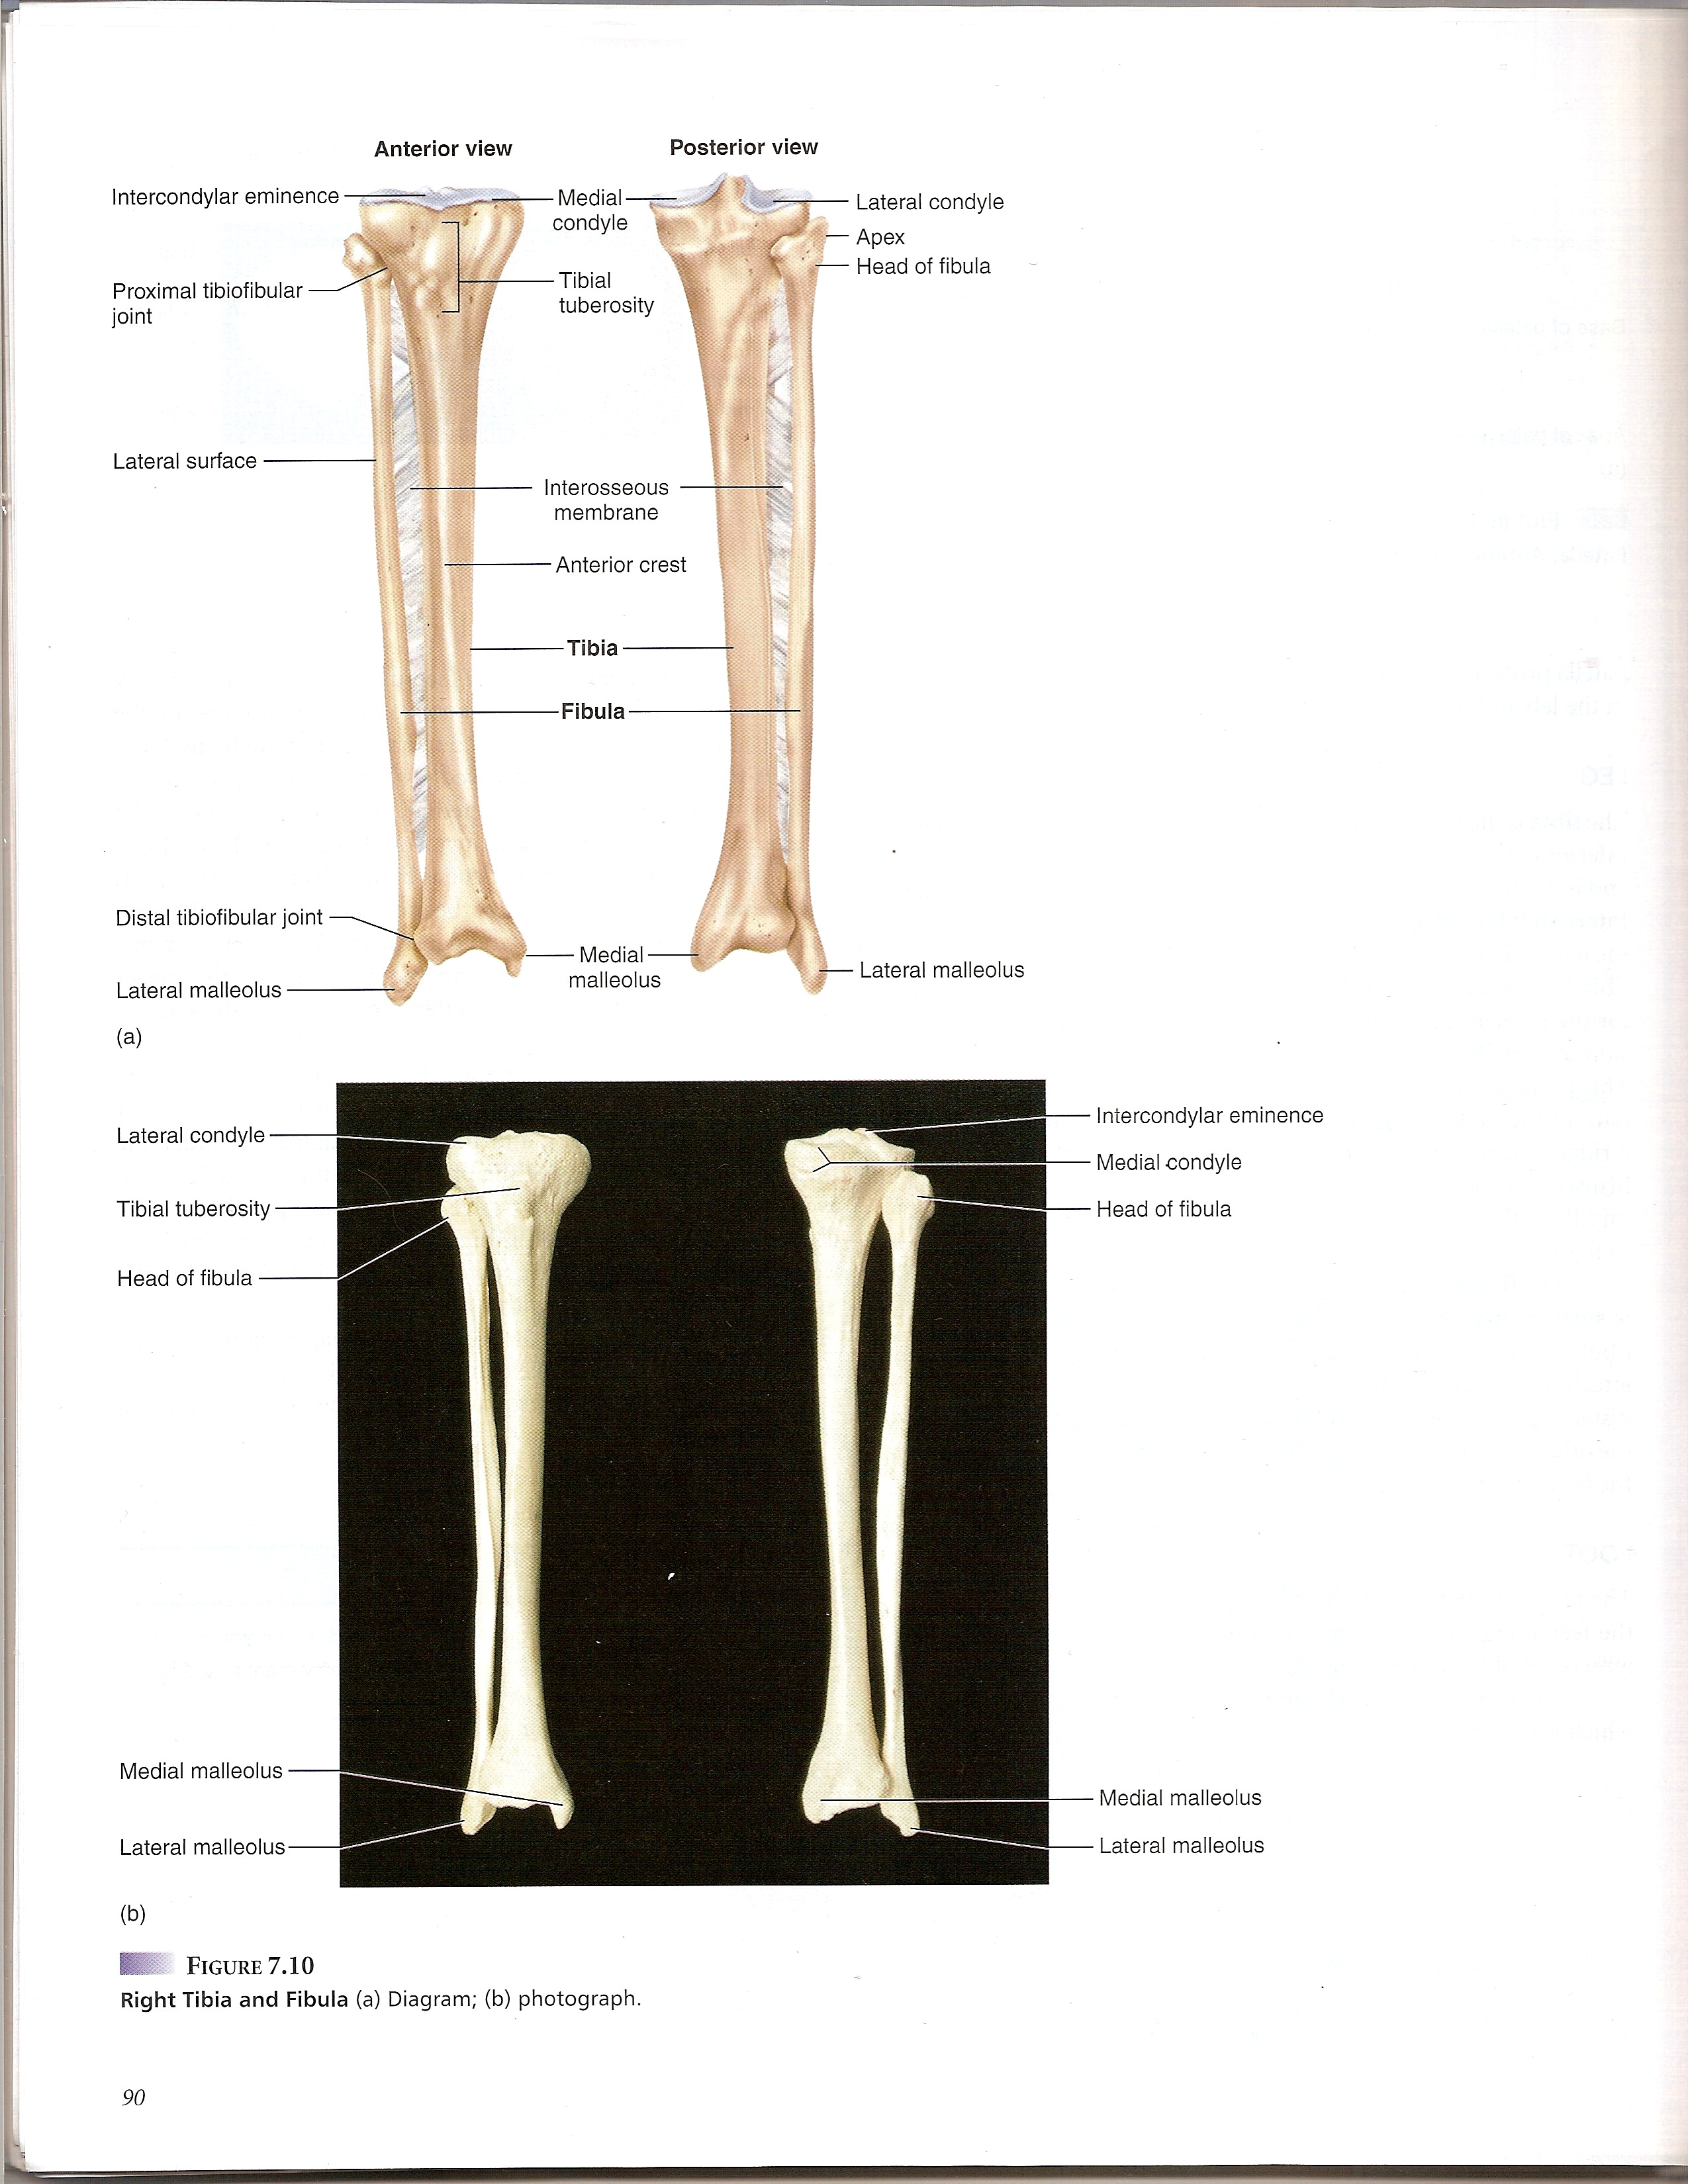 Anterior view
Posterior view
Intercondylar eminence
Medial
condyle
Lateral condyle
Apex
Head of fibula
Proximal tibiofibular
joint
Tibial
tuberosity
Lateral surface
Interosseous
membrane
Anterior crest
Tibia
Fibula
Distal tibiofibular joint
Medial
malleolus
Lateral malleolus
Lateral malleolus
(a)
Lateral condyle
Tibial tuberosity
Head of fibula
Intercondylar eminence
Medial condyle
Head of fibula
Medial malleolus
Lateral malleolus
Medial malleolus
Lateral malleolus
(b)
FIGURE 7.10
Right Tibia and Fibula (a) Diagram; (b) photograph.
90